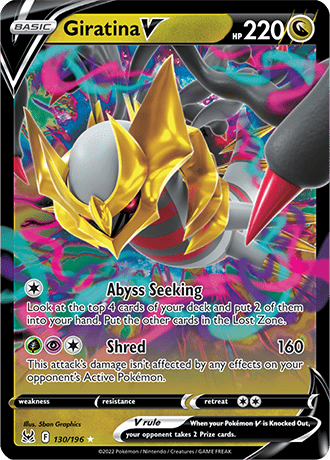 BASIC Giratina V HP 220
Abyss Seeking
Look at the top 4 cards of your deck and put 2 of them
into your hand. Put the other cards in the Lost Zone.
Shred 160
This attack's damage isn't affected by any effects on your
opponent's Active Pokémon.
weakness resistance retreat
Illus. 5ban Graphics
F 130/196
V rule When your Pokémon V is Knocked Out,
your opponent takes 2 Prize cards.
©2022 Pokémon / Nintendo / Creatures / GAME FREAK